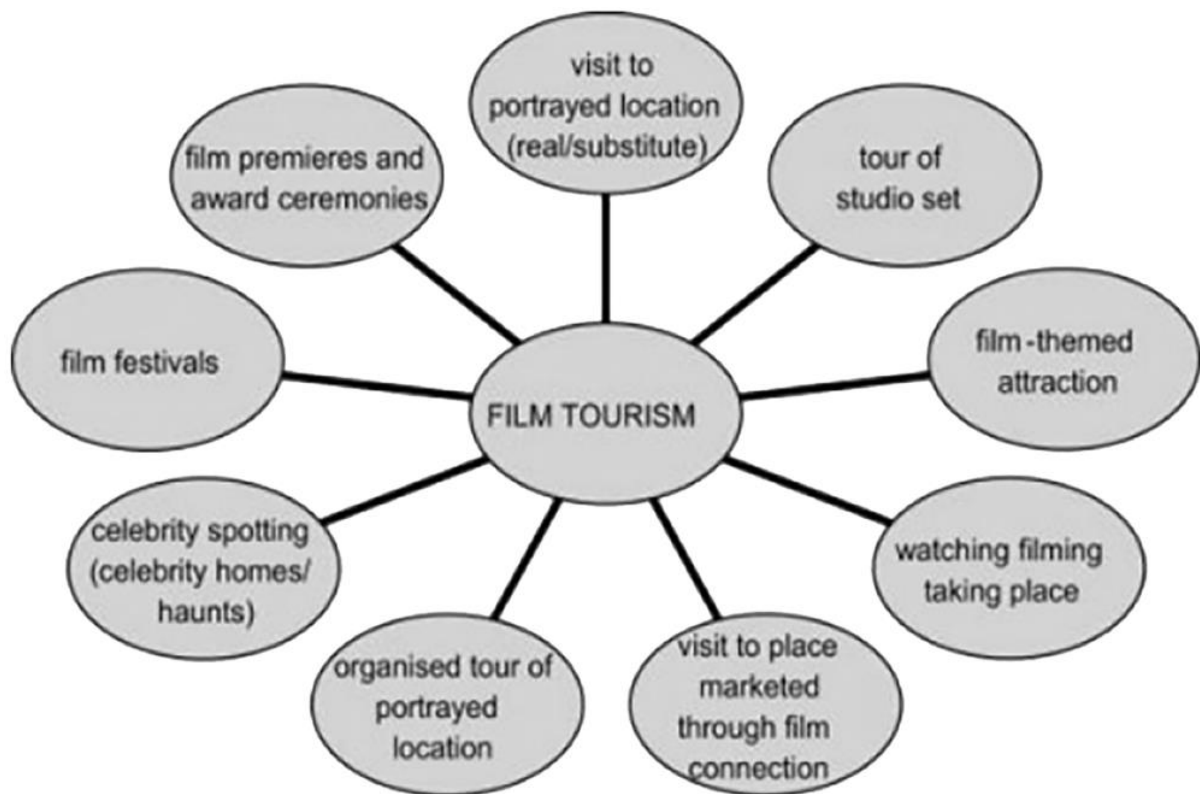 visit to
portrayed location
(real/substitute)
film premieres and
award ceremonies
tour of
studio set
film festivals
film-themed
attraction
FILM TOURISM
celebrity spotting
(celebrity homes/
haunts)
watching filming
taking place
organised tour of
portrayed
location
visit to place
marketed
through film
connection